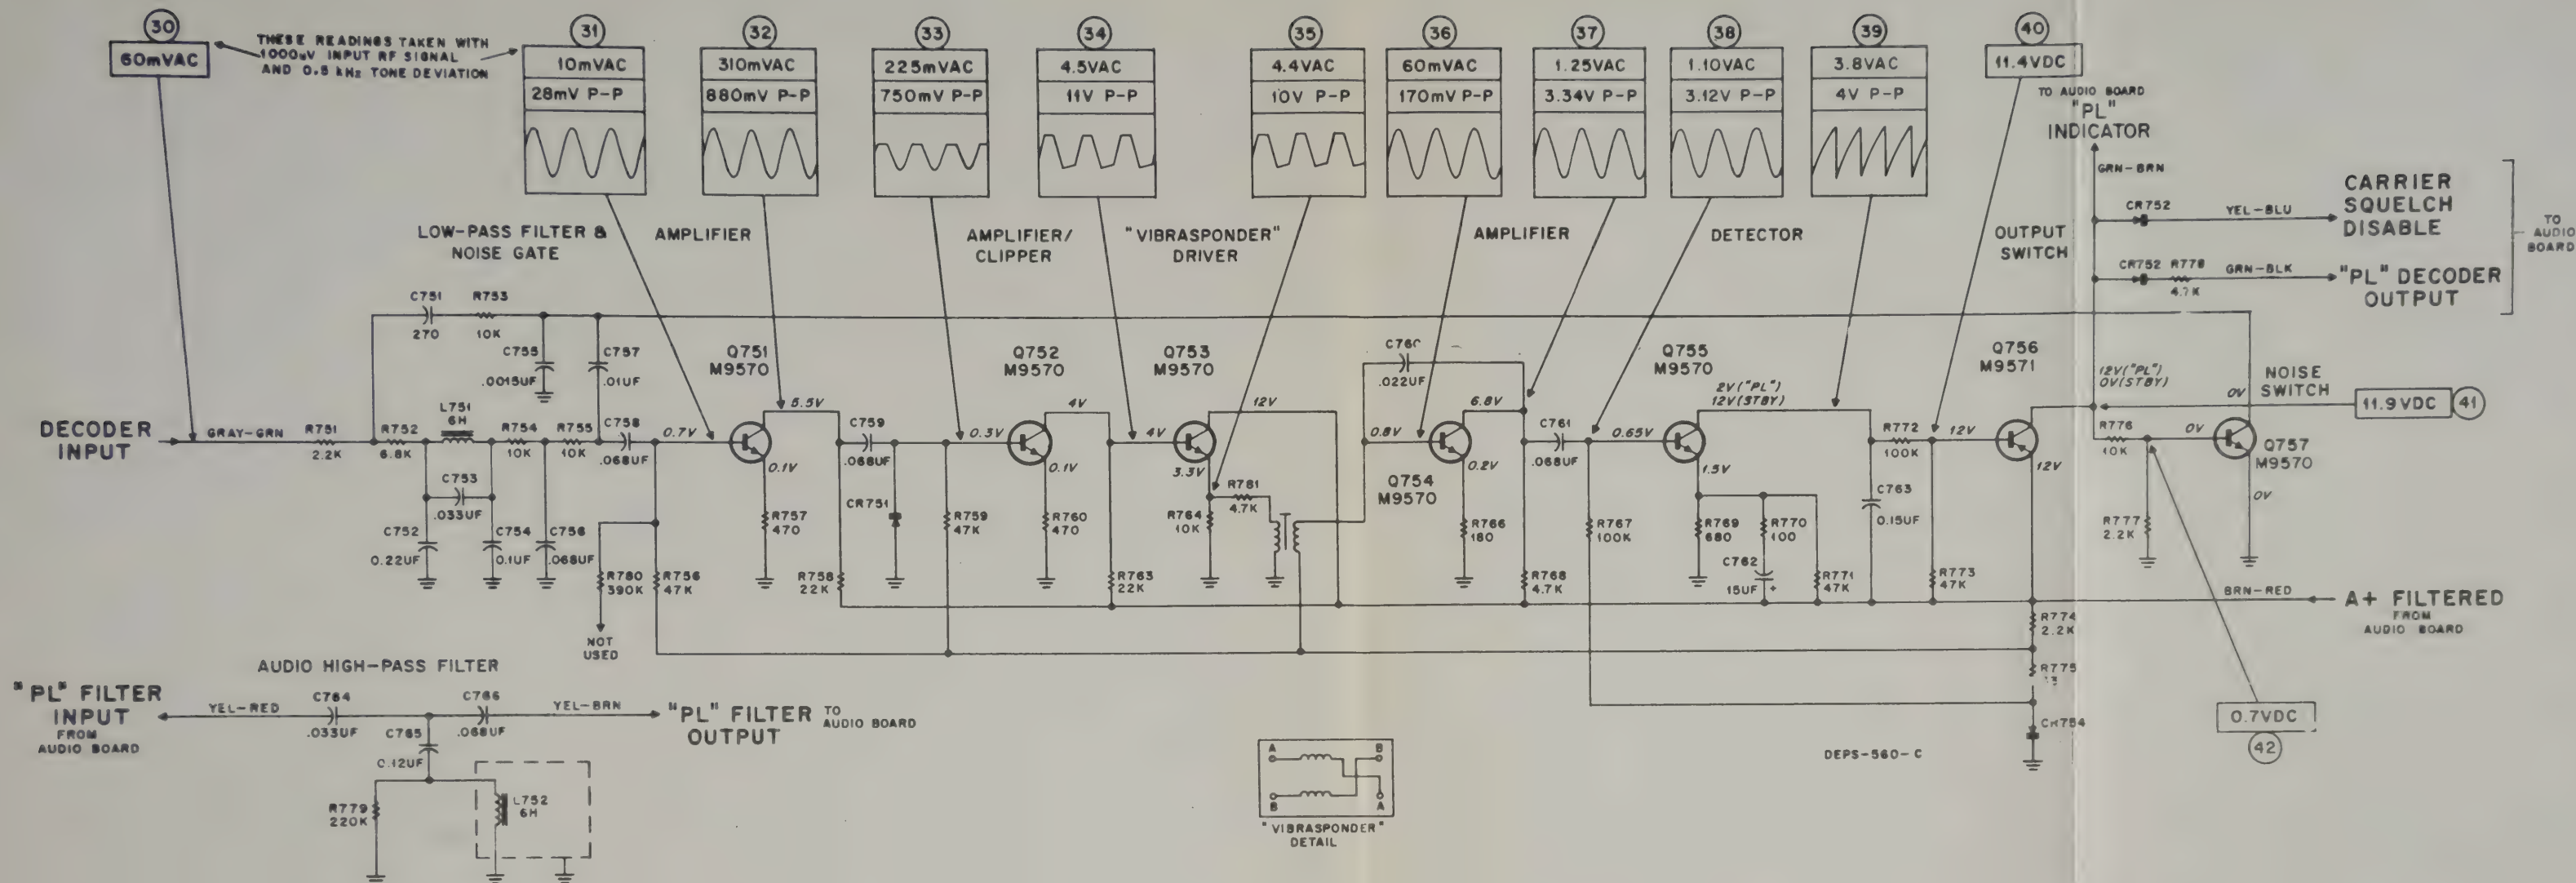 30
60mVAC
THESE READINGS TAKEN WITH
1000uV INPUT RF SIGNAL
AND 0.5 kHz TONE DEVIATION
31
10mVAC
28mV P-P
32
310mVAC
880mV P-P
33
225mVAC
750mV P-P
34
4.5VAC
11V P-P
35
4.4VAC
10V P-P
36
60mVAC
170mV P-P
37
1.25VAC
3.34V P-P
38
1.10VAC
3.12V P-P
39
3.8VAC
4V P-P
40
11.4VDC
TO AUDIO BOARD
"PL"
INDICATOR
GRN-BRN
CR752
YEL-BLU
CARRIER
SQUELCH
DISABLE
CR752
R778
4.7K
GRN-BLK
"PL" DECODER
OUTPUT
TO
AUDIO
BOARD
LOW-PASS FILTER &
NOISE GATE
AMPLIFIER
AMPLIFIER/
CLIPPER
"VIBRASPONDER"
DRIVER
AMPLIFIER
DETECTOR
OUTPUT
SWITCH
C751
270
R753
10K
C755
.0015UF
C757
.01UF
DECODER
INPUT
GRAY-GRN
R751
2.2K
R752
6.8K
L751
6H
R754
10K
R755
10K
C758
.068UF
C753
.033UF
C752
0.22UF
C754
0.1UF
C756
.068UF
R780
390K
NOT
USED
R756
47K
0.7V
Q751
M9570
5.5V
0.1V
R757
470
R758
22K
C759
.068UF
CR751
R759
47K
0.3V
Q752
M9570
4V
0.1V
R760
470
R763
22K
4V
Q753
M9570
12V
3.3V
R764
10K
R781
4.7K
C760
.022UF
0.8V
6.8V
Q754
M9570
0.2V
R766
180
R768
4.7K
C761
.068UF
0.65V
R767
100K
Q755
M9570
2V("PL")
12V(STBY)
1.5V
R769
680
R770
100
C762
15UF +
R771
47K
C763
0.15UF
R772
100K
R773
47K
12V
Q756
M9571
12V
12V("PL")
0V(STBY)
NOISE
SWITCH
11.9VDC
41
R776
10K
R777
2.2K
0V
0V
Q757
M9570
0V
BRN-RED
A+ FILTERED
FROM
AUDIO BOARD
R774
2.2K
R775
CR754
0.7VDC
42
AUDIO HIGH-PASS FILTER
"PL" FILTER
INPUT
FROM
AUDIO BOARD
YEL-RED
C764
.033UF
C765
0.12UF
C766
.068UF
YEL-BRN
"PL" FILTER
OUTPUT
TO
AUDIO BOARD
R779
220K
L752
6H
A
B
B
A
"VIBRASPONDER"
DETAIL
DEPS-560-C